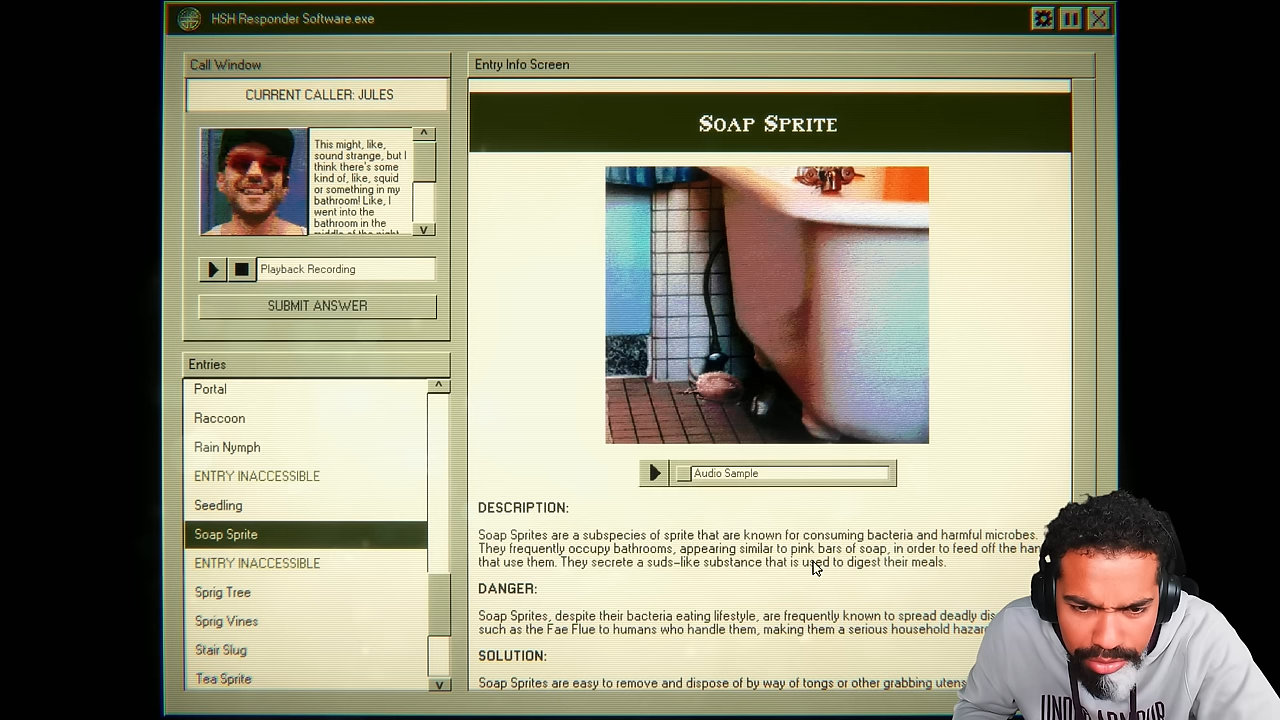 HSH Responder Software.exe
Call Window
CURRENT CALLER: JULES
This might, like,
sound strange, but I
think there's some
kind of, like, squid
or something in my
bathroom! Like, I
went into the
bathroom in the
middle of the night
Playback Recording
SUBMIT ANSWER
Entries
Portal
Raccoon
Rain Nymph
ENTRY INACCESSIBLE
Seedling
Soap Sprite
ENTRY INACCESSIBLE
Sprig Tree
Sprig Vines
Stair Slug
Tea Sprite
Entry Info Screen
SOAP SPRITE
Audio Sample
DESCRIPTION:
Soap Sprites are a subspecies of sprite that are known for consuming bacteria and harmful microbes.
They frequently occupy bathrooms, appearing similar to pink bars of soap, in order to feed off the
that use them. They secrete a suds-like substance that is used to digest their meals.
DANGER:
Soap Sprites, despite their bacteria eating lifestyle, are frequently known to spread deadly
such as the Fae Flue to humans who handle them, making them a serious household
SOLUTION:
Soap Sprites are easy to remove and dispose of by way of tongs or other grabbing
UNDER ARMOUR